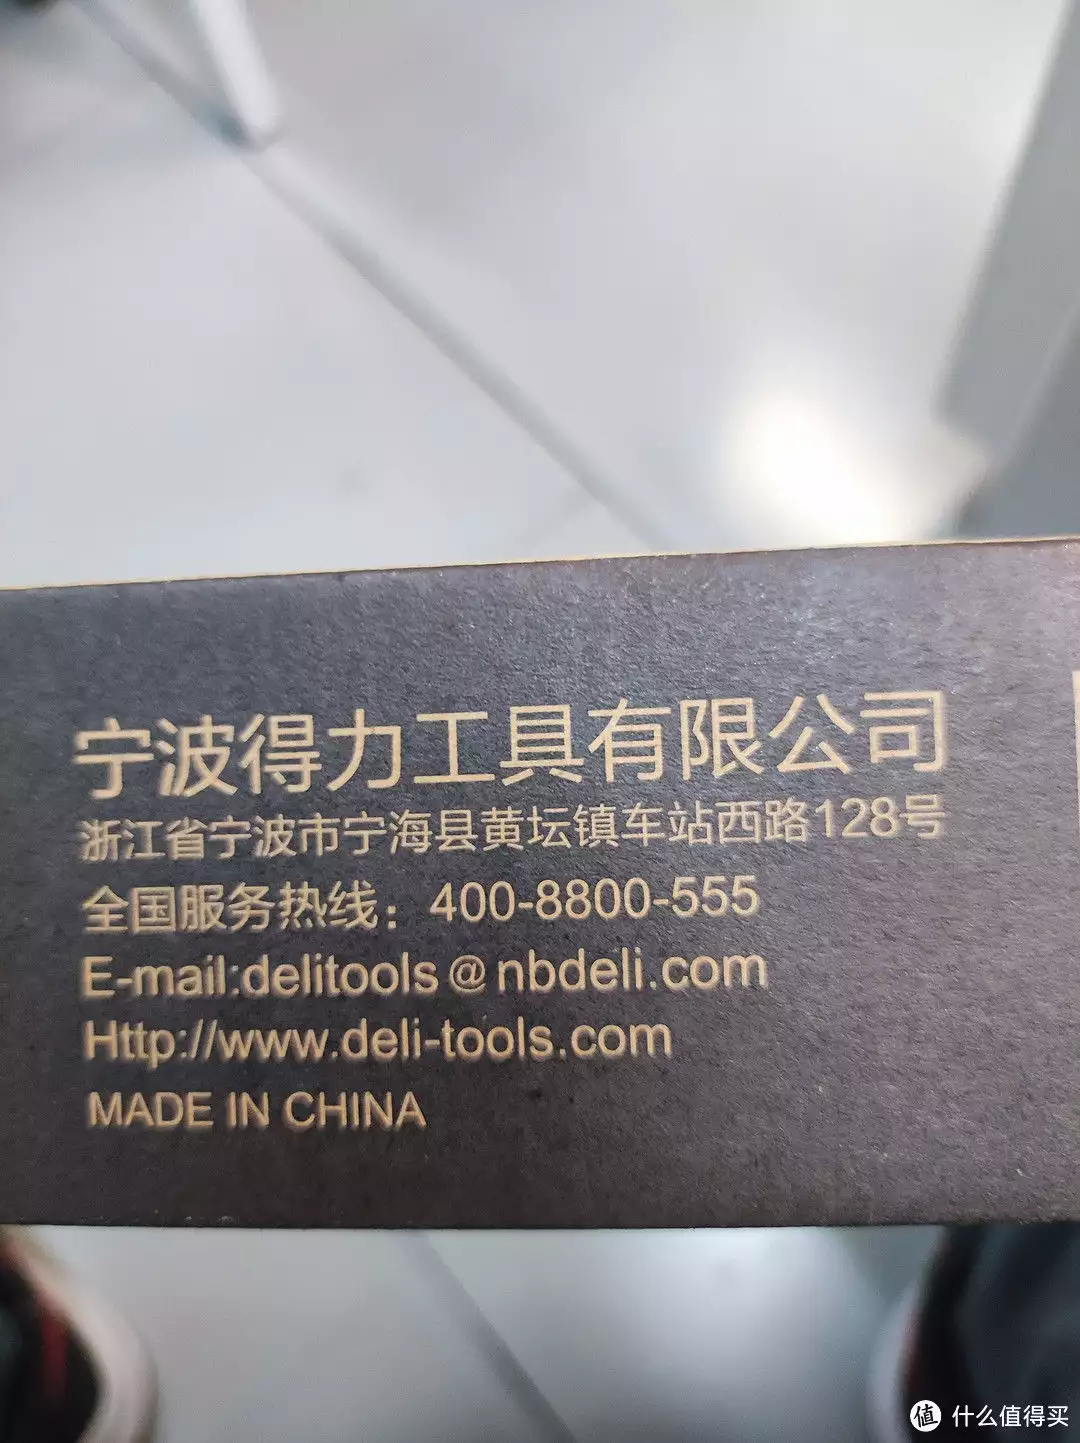 宁波得力工具有限公司
浙江省宁波市宁海县黄坛镇车站西路128号
全国服务热线：400-8800-555
E-mail:delitools@nbdeli.com
Http://www.deli-tools.com
MADE IN CHINA
值 什么值得买